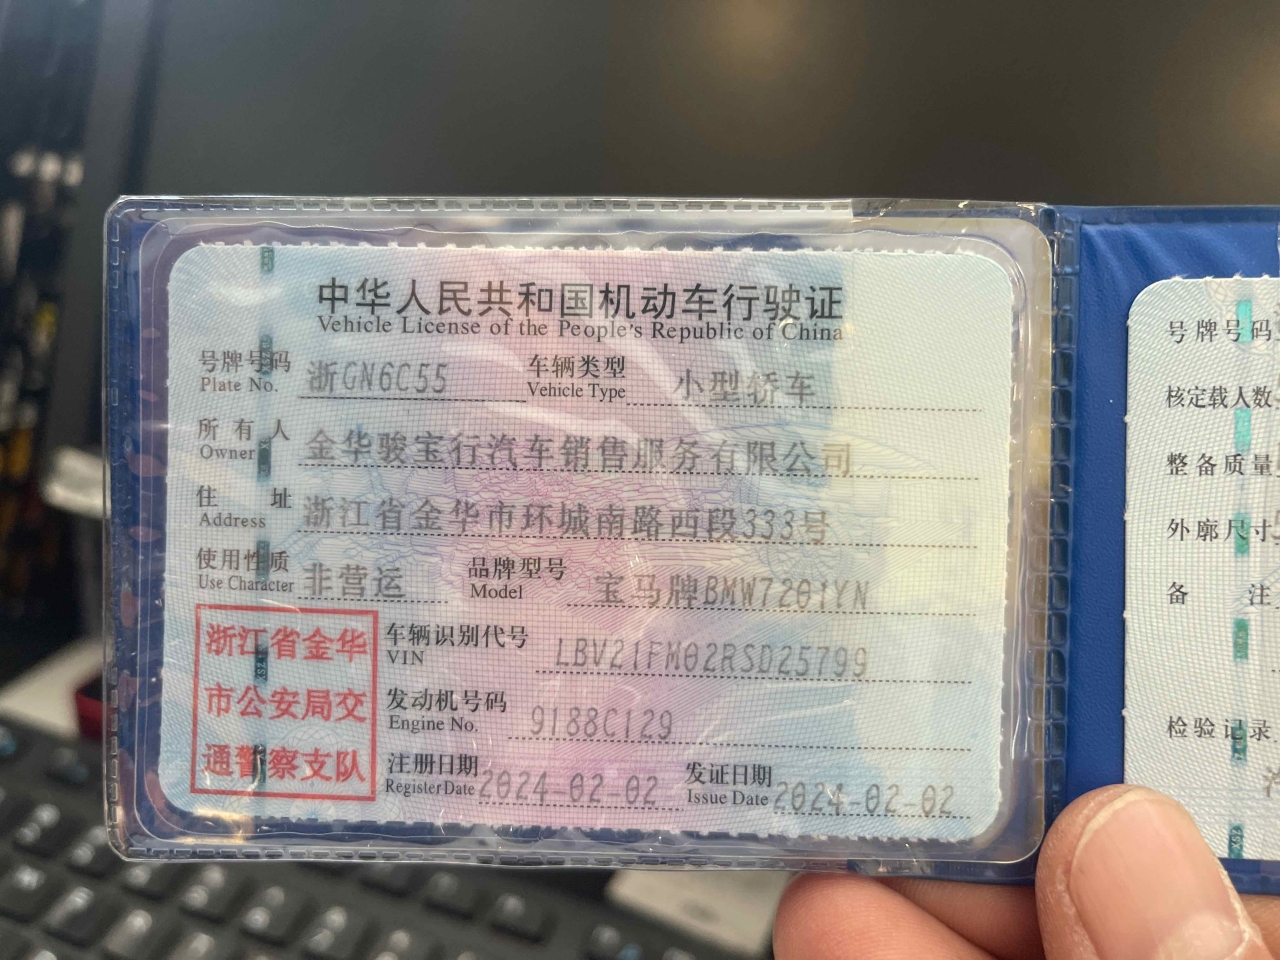 中华人民共和国机动车行驶证
Vehicle License of the People's Republic of China
号牌号码 浙GN6C55 车辆类型 小型轿车
Plate No. Vehicle Type
所有人 金华骏宝行汽车销售服务有限公司
Owner
住址 浙江省金华市环城南路西段333号
Address
使用性质 非营运 品牌型号 宝马牌BMW7201YN
Use Character Model
浙江省金华
市公安局交
通警察支队
车辆识别代号 LBV21FM02RSD25799
VIN
发动机号码 9188C129
Engine No.
注册日期 2024-02-02 发证日期 2024-02-02
Register Date Issue Date
号牌号码
核定载人数
整备质量
外廓尺寸
备注
检验记录